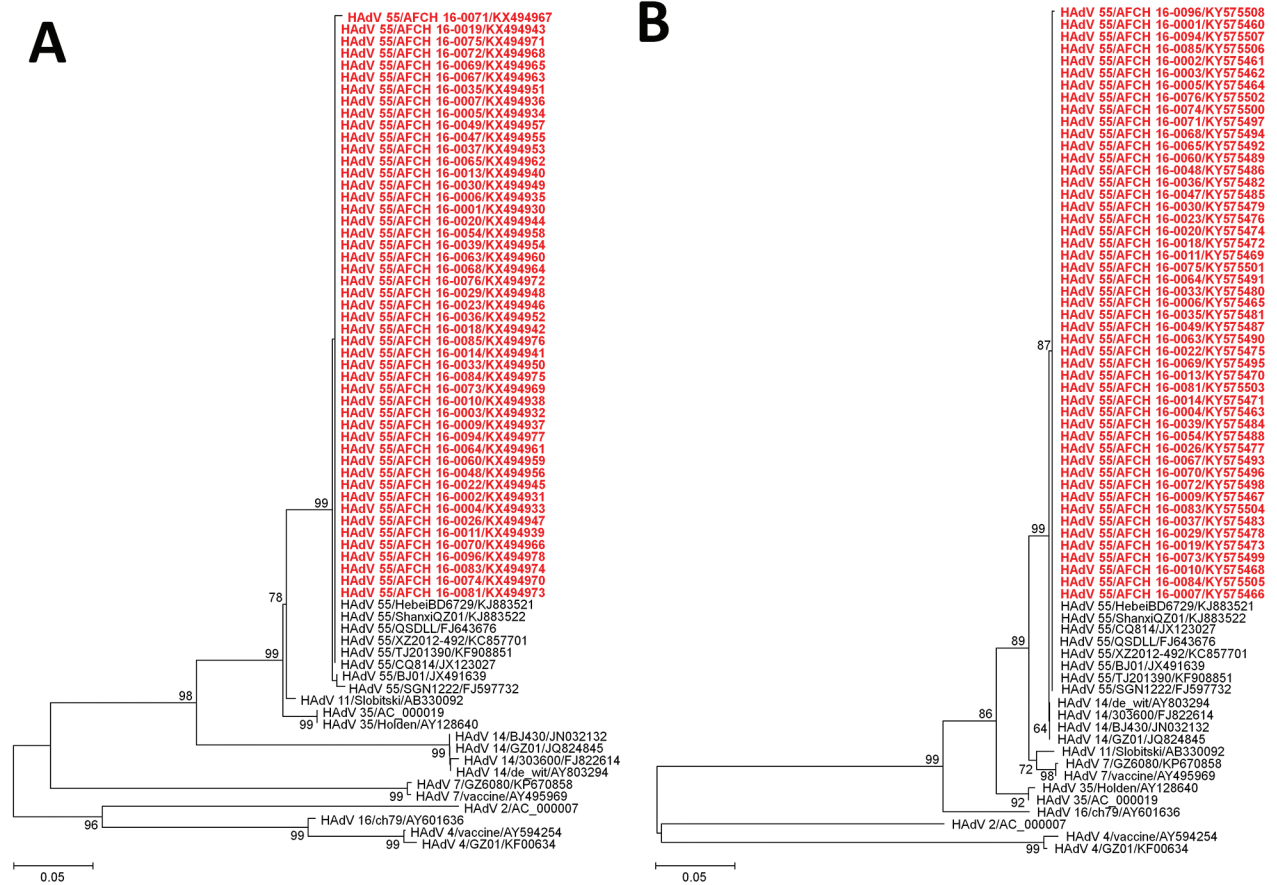 A
HAdV 55/AFCH 16-0071/KX494967
HAdV 55/AFCH 16-0019/KX494943
HAdV 55/AFCH 16-0075/KX494971
HAdV 55/AFCH 16-0072/KX494968
HAdV 55/AFCH 16-0069/KX494965
HAdV 55/AFCH 16-0067/KX494963
HAdV 55/AFCH 16-0035/KX494951
HAdV 55/AFCH 16-0007/KX494936
HAdV 55/AFCH 16-0005/KX494934
HAdV 55/AFCH 16-0049/KX494957
HAdV 55/AFCH 16-0047/KX494955
HAdV 55/AFCH 16-0037/KX494953
HAdV 55/AFCH 16-0065/KX494962
HAdV 55/AFCH 16-0013/KX494940
HAdV 55/AFCH 16-0030/KX494949
HAdV 55/AFCH 16-0006/KX494935
HAdV 55/AFCH 16-0001/KX494930
HAdV 55/AFCH 16-0020/KX494944
HAdV 55/AFCH 16-0054/KX494958
HAdV 55/AFCH 16-0039/KX494954
HAdV 55/AFCH 16-0063/KX494960
HAdV 55/AFCH 16-0068/KX494964
HAdV 55/AFCH 16-0076/KX494972
HAdV 55/AFCH 16-0029/KX494948
HAdV 55/AFCH 16-0023/KX494946
HAdV 55/AFCH 16-0036/KX494952
HAdV 55/AFCH 16-0018/KX494942
HAdV 55/AFCH 16-0085/KX494976
HAdV 55/AFCH 16-0014/KX494941
HAdV 55/AFCH 16-0033/KX494950
HAdV 55/AFCH 16-0084/KX494975
HAdV 55/AFCH 16-0073/KX494969
HAdV 55/AFCH 16-0010/KX494938
HAdV 55/AFCH 16-0003/KX494932
HAdV 55/AFCH 16-0009/KX494937
HAdV 55/AFCH 16-0094/KX494977
HAdV 55/AFCH 16-0064/KX494961
HAdV 55/AFCH 16-0060/KX494959
HAdV 55/AFCH 16-0048/KX494956
HAdV 55/AFCH 16-0022/KX494945
HAdV 55/AFCH 16-0002/KX494931
HAdV 55/AFCH 16-0004/KX494933
HAdV 55/AFCH 16-0026/KX494947
HAdV 55/AFCH 16-0011/KX494939
HAdV 55/AFCH 16-0070/KX494966
HAdV 55/AFCH 16-0096/KX494978
HAdV 55/AFCH 16-0083/KX494974
HAdV 55/AFCH 16-0074/KX494970
HAdV 55/AFCH 16-0081/KX494973
HAdV 55/HebeiBD6729/KJ883521
HAdV 55/ShanxiQZ01/KJ883522
HAdV 55/QSDLL/FJ643676
HAdV 55/XZ2012-492/KC857701
HAdV 55/TJ201390/KF908851
HAdV 55/CQ814/JX123027
HAdV 55/BJ01/JX491639
HAdV 55/SGN1222/FJ597732
HAdV 11/Slobitski/AB330092
HAdV 35/AC_000019
HAdV 35/Holden/AY128640
HAdV 14/BJ430/JN032132
HAdV 14/GZ01/JQ824845
HAdV 14/303600/FJ822614
HAdV 14/de_wit/AY803294
HAdV 7/GZ6080/KP670858
HAdV 7/vaccine/AY495969
HAdV 2/AC_000007
HAdV 16/ch79/AY601636
HAdV 4/vaccine/AY594254
HAdV 4/GZ01/KF00634
99
78
99
98
99
99
99
96
99
99
0.05
B
HAdV 55/AFCH 16-0096/KY575508
HAdV 55/AFCH 16-0001/KY575460
HAdV 55/AFCH 16-0094/KY575507
HAdV 55/AFCH 16-0085/KY575506
HAdV 55/AFCH 16-0002/KY575461
HAdV 55/AFCH 16-0003/KY575462
HAdV 55/AFCH 16-0005/KY575464
HAdV 55/AFCH 16-0076/KY575502
HAdV 55/AFCH 16-0074/KY575500
HAdV 55/AFCH 16-0071/KY575497
HAdV 55/AFCH 16-0068/KY575494
HAdV 55/AFCH 16-0065/KY575492
HAdV 55/AFCH 16-0060/KY575489
HAdV 55/AFCH 16-0048/KY575486
HAdV 55/AFCH 16-0036/KY575482
HAdV 55/AFCH 16-0047/KY575485
HAdV 55/AFCH 16-0030/KY575479
HAdV 55/AFCH 16-0023/KY575476
HAdV 55/AFCH 16-0020/KY575474
HAdV 55/AFCH 16-0018/KY575472
HAdV 55/AFCH 16-0011/KY575469
HAdV 55/AFCH 16-0075/KY575501
HAdV 55/AFCH 16-0064/KY575491
HAdV 55/AFCH 16-0033/KY575480
HAdV 55/AFCH 16-0006/KY575465
HAdV 55/AFCH 16-0035/KY575481
HAdV 55/AFCH 16-0049/KY575487
HAdV 55/AFCH 16-0063/KY575490
HAdV 55/AFCH 16-0022/KY575475
HAdV 55/AFCH 16-0069/KY575495
HAdV 55/AFCH 16-0013/KY575470
HAdV 55/AFCH 16-0081/KY575503
HAdV 55/AFCH 16-0014/KY575471
HAdV 55/AFCH 16-0004/KY575463
HAdV 55/AFCH 16-0039/KY575484
HAdV 55/AFCH 16-0054/KY575488
HAdV 55/AFCH 16-0026/KY575477
HAdV 55/AFCH 16-0067/KY575493
HAdV 55/AFCH 16-0070/KY575496
HAdV 55/AFCH 16-0072/KY575498
HAdV 55/AFCH 16-0009/KY575467
HAdV 55/AFCH 16-0083/KY575504
HAdV 55/AFCH 16-0037/KY575483
HAdV 55/AFCH 16-0029/KY575478
HAdV 55/AFCH 16-0019/KY575473
HAdV 55/AFCH 16-0073/KY575499
HAdV 55/AFCH 16-0010/KY575468
HAdV 55/AFCH 16-0084/KY575505
HAdV 55/AFCH 16-0007/KY575466
HAdV 55/HebeiBD6729/KJ883521
HAdV 55/ShanxiQZ01/KJ883522
HAdV 55/CQ814/JX123027
HAdV 55/QSDLL/FJ643676
HAdV 55/XZ2012-492/KC857701
HAdV 55/BJ01/JX491639
HAdV 55/TJ201390/KF908851
HAdV 55/SGN1222/FJ597732
HAdV 14/de_wit/AY803294
HAdV 14/303600/FJ822614
HAdV 14/BJ430/JN032132
HAdV 14/GZ01/JQ824845
HAdV 11/Slobitski/AB330092
HAdV 7/GZ6080/KP670858
HAdV 7/vaccine/AY495969
HAdV 35/Holden/AY128640
HAdV 35/AC_000019
HAdV 16/ch79/AY601636
HAdV 2/AC_000007
HAdV 4/vaccine/AY594254
HAdV 4/GZ01/KF00634
87
99
89
86
64
99
72
98
92
99
0.05